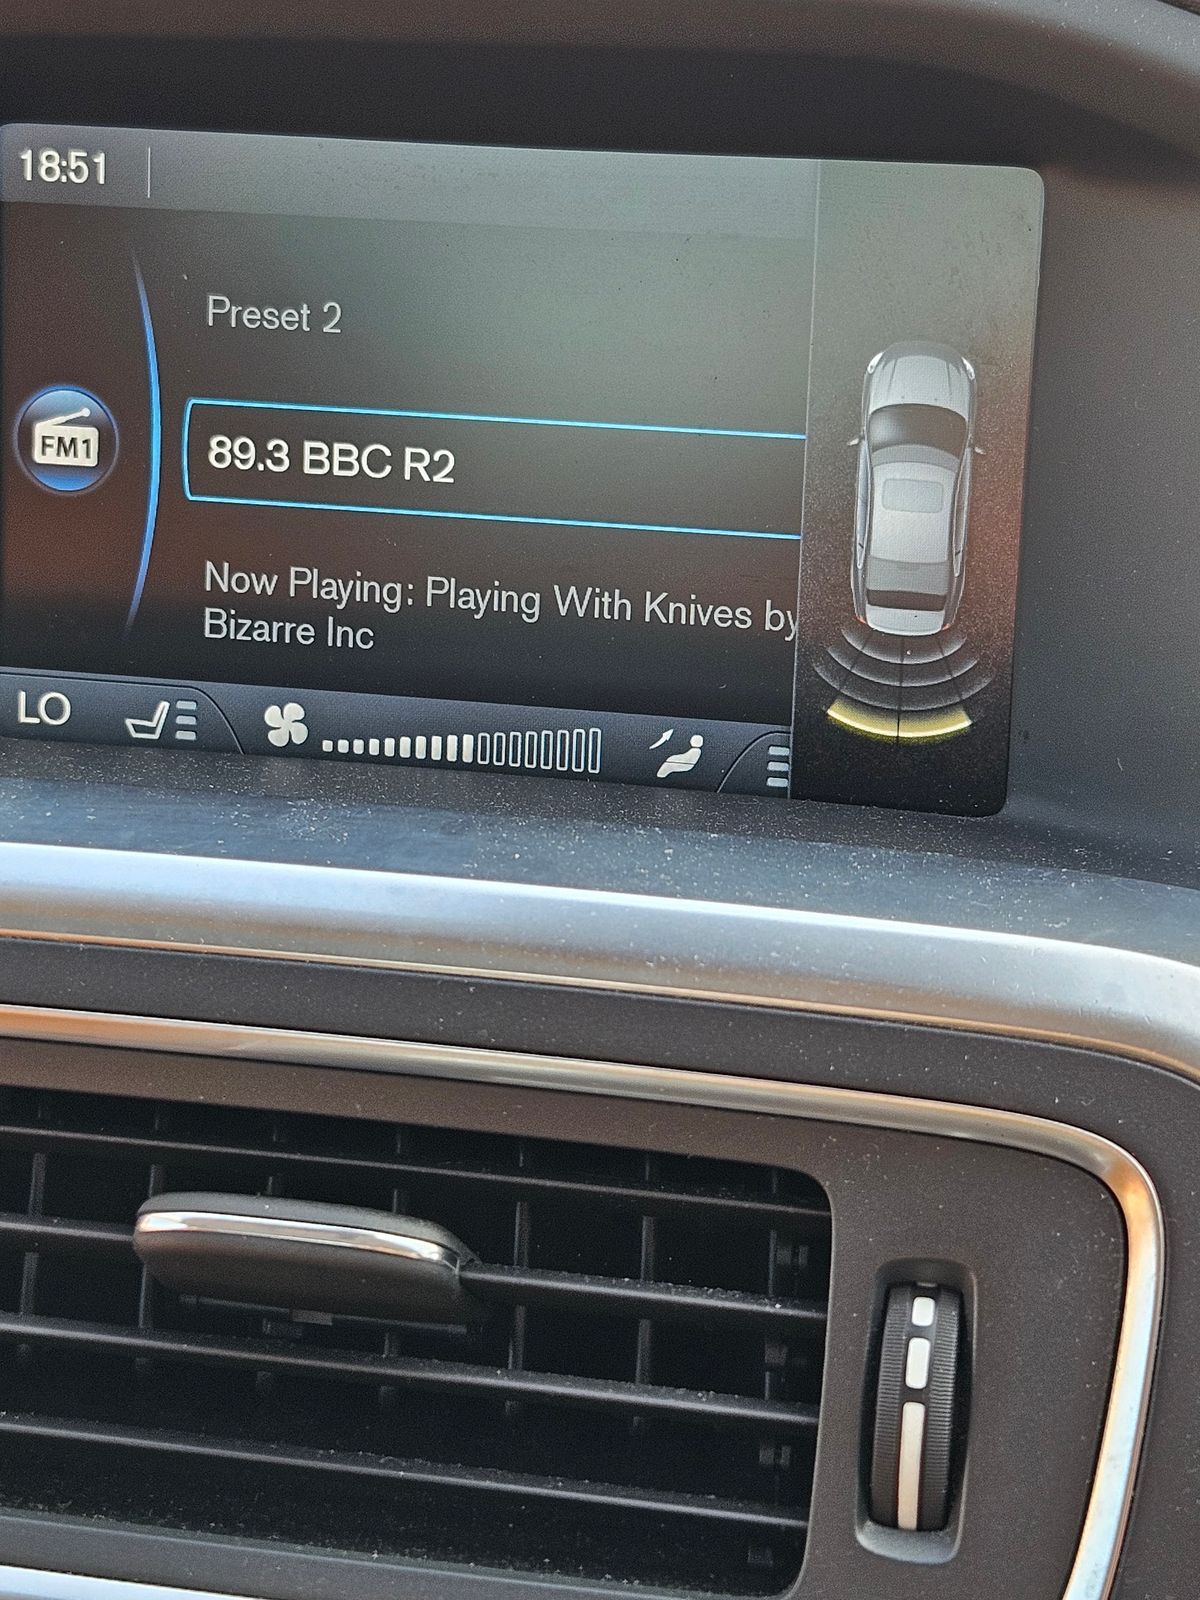 18:51
Preset 2
FM1
89.3 BBC R2
Now Playing: Playing With Knives by
Bizarre Inc
LO